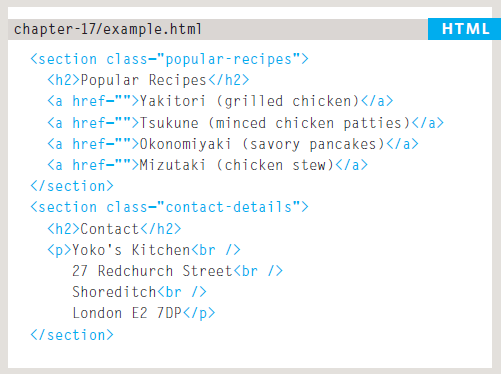 chapter-17/example.html HTML
<section class="popular-recipes">
<h2>Popular Recipes</h2>
<a href="">Yakitori (grilled chicken)</a>
<a href="">Tsukune (minced chicken patties)</a>
<a href="">Okonomiyaki (savory pancakes)</a>
<a href="">Mizutaki (chicken stew)</a>
</section>
<section class="contact-details">
<h2>Contact</h2>
<p>Yoko's Kitchen<br />
27 Redchurch Street<br />
Shoreditch<br />
London E2 7DP</p>
</section>